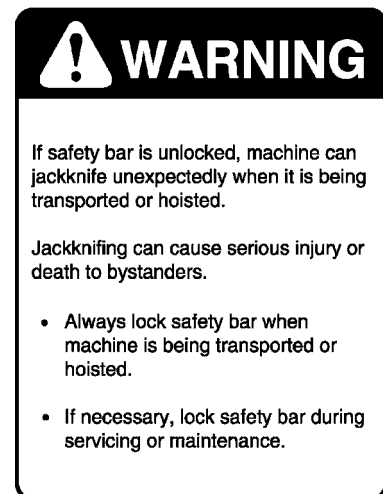 WARNING
If safety bar is unlocked, machine can
jackknife unexpectedly when it is being
transported or hoisted.
Jackknifing can cause serious injury or
death to bystanders.
• Always lock safety bar when
machine is being transported or
hoisted.
• If necessary, lock safety bar during
servicing or maintenance.